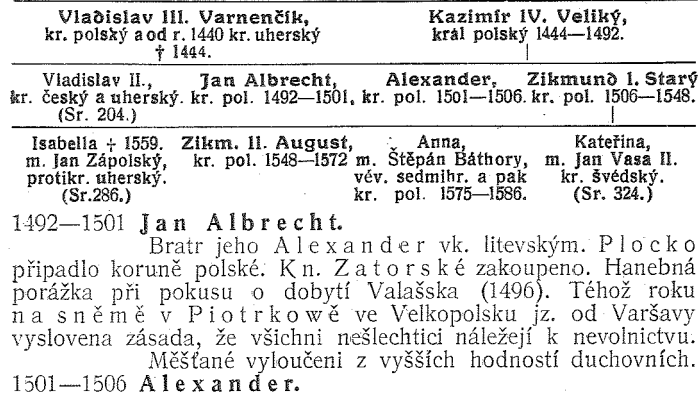 Vladislav III. Varnenčík, Kazimír IV. Veliký,
kr. polský a od r. 1440 kr. uherský král polský 1444—1492.
† 1444.
Vladislav II., Jan Albrecht, Alexander, Zikmund I. Starý
kr. český a uherský. kr. pol. 1492—1501, kr. pol. 1501—1506. kr. pol. 1506—1548.
(Sr. 204.)
Isabella † 1559. Zikm. II. August, Anna, Kateřina,
m. Jan Zápolský, kr. pol. 1548—1572 m. Štěpán Báthory, m. Jan Vasa II.
protikr. uherský. vév. sedmihr. a pak kr. švédský.
(Sr.286.) kr. pol. 1575—1586. (Sr. 324.)
1492—1501 Jan Albrecht.
Bratr jeho Alexander vk. litevským. Plocko
připadlo koruně polské. Kn. Zatorské zakoupeno. Hanebná
porážka při pokusu o dobytí Valašska (1496). Téhož roku
na sněmě v Piotrkowě ve Velkopolsku jz. od Varšavy
vyslovena zásada, že všichni nešlechtici náležejí k nevolnictvu.
Měšťané vyloučeni z vyšších hodností duchovních.
1501—1506 Alexander.